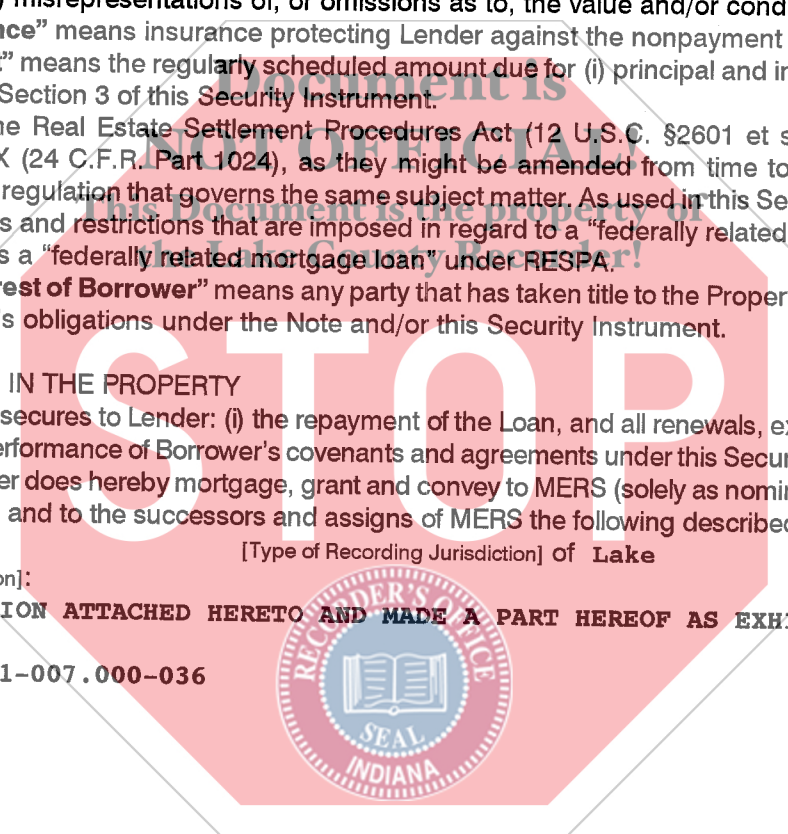 misrepresentations of, or omissions as to, the value and/or cond
nce” means insurance protecting Lender against the nonpayment
t” means the regularly scheduled amount due for (i) principal and in
Section 3 of this Security Instrument.
ne Real Estate Settlement Procedures Act (12 U.S.C. §2601 et s
X (24 C.F.R. Part 1024), as they might be amended from time to
regulation that governs the same subject matter. As used in this Se
s and restrictions that are imposed in regard to a “federally related
s a “federally related mortgage loan” under RESPA.
rest of Borrower” means any party that has taken title to the Proper
’s obligations under the Note and/or this Security Instrument.
IN THE PROPERTY
secures to Lender: (i) the repayment of the Loan, and all renewals, ex
erformance of Borrower’s covenants and agreements under this Secur
er does hereby mortgage, grant and convey to MERS (solely as nomin
and to the successors and assigns of MERS the following described
[Type of Recording Jurisdiction] of Lake
on]:
ION ATTACHED HERETO AND MADE A PART HEREOF AS EXHI
1-007.000-036
Document is
NOT OFFICIAL!
This Document is the property of
the Lake County Recorder!
STOP
RECORDER'S OFFICE
SEAL
INDIANA